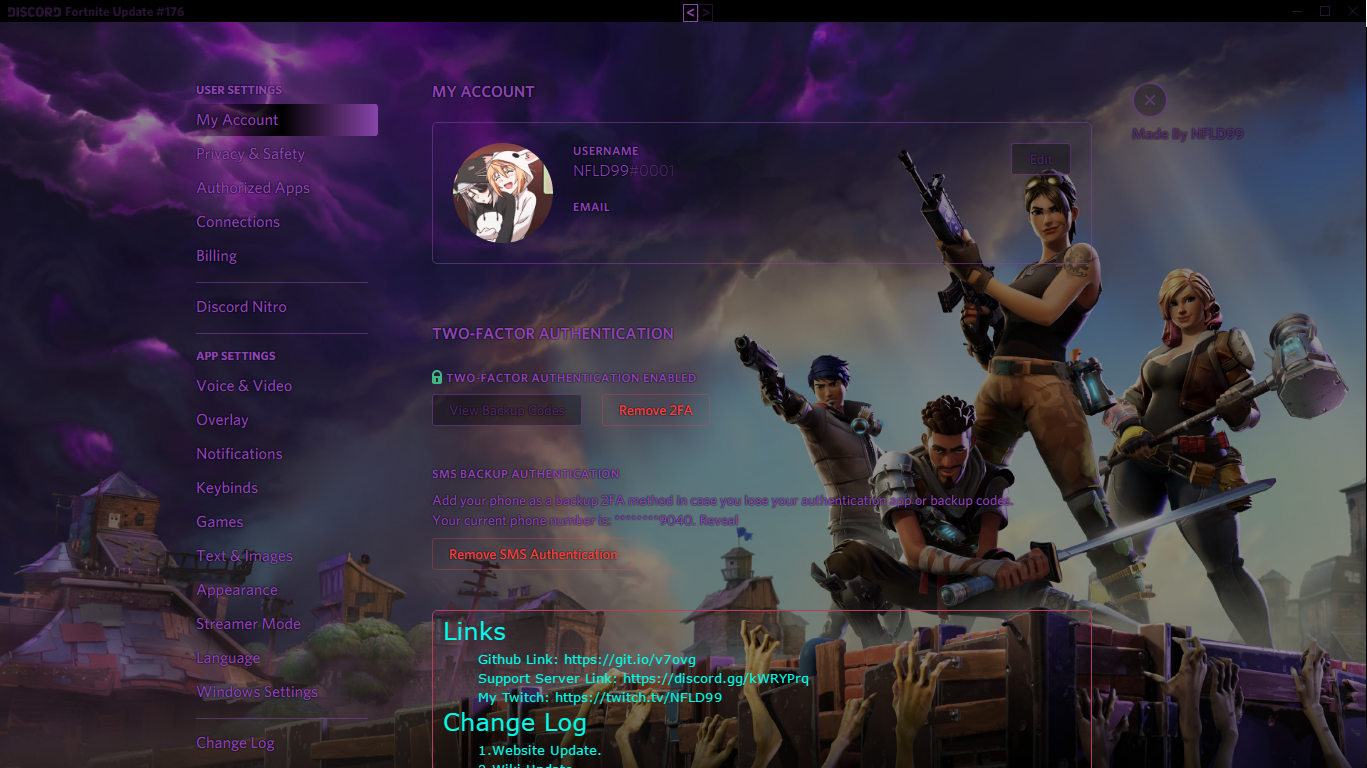 DISCORD Fortnite Update #176
< >
USER SETTINGS
My Account
Privacy & Safety
Authorized Apps
Connections
Billing
Discord Nitro
APP SETTINGS
Voice & Video
Overlay
Notifications
Keybinds
Games
Text & Images
Appearance
Streamer Mode
Language
Windows Settings
Change Log
MY ACCOUNT
USERNAME
NFLD99#0001
EMAIL
Edit
Made By NFLD99
TWO-FACTOR AUTHENTICATION
TWO-FACTOR AUTHENTICATION ENABLED
View Backup Codes
Remove 2FA
SMS BACKUP AUTHENTICATION
Add your phone as a backup 2FA method in case you lose your authentication app or backup codes.
Your current phone number is: ********9040. Reveal
Remove SMS Authentication
Links
Github Link: https://git.io/v7ovg
Support Server Link: https://discord.gg/kWRYPrq
My Twitch: https://twitch.tv/NFLD99
Change Log
1.Website Update.
2.Wiki Update